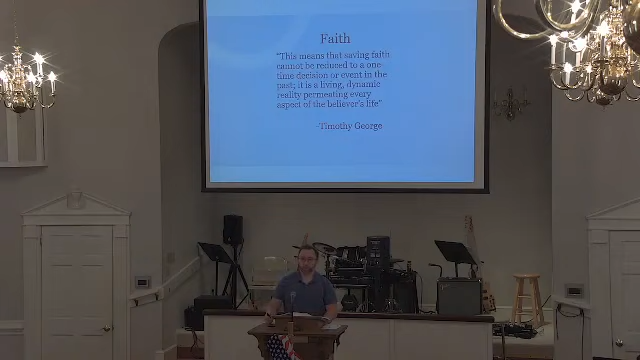 Faith
“This means that saving faith
cannot be reduced to a one-
time decision or event in the
past; it is a living, dynamic
reality permeating every
aspect of the believer’s life”
-Timothy George